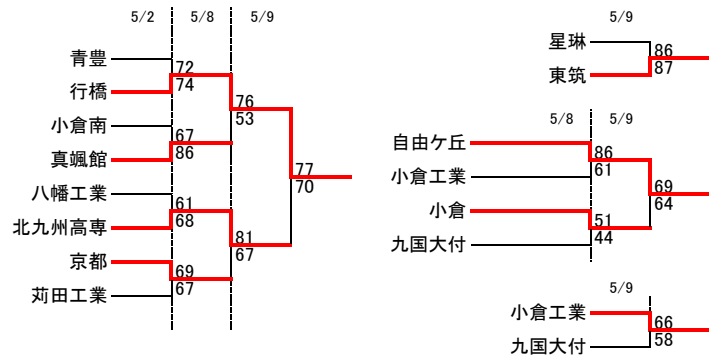 5/2 5/8 5/9
青豊
72
行橋
74
76
小倉南
53
67
真颯館
86
77
八幡工業
70
61
北九州高専
68
81
京都
67
69
苅田工業
67
5/9
星琳
86
東筑
87
5/8 5/9
自由ケ丘
86
小倉工業
61
69
小倉
64
51
九国大付
44
5/9
小倉工業
66
九国大付
58